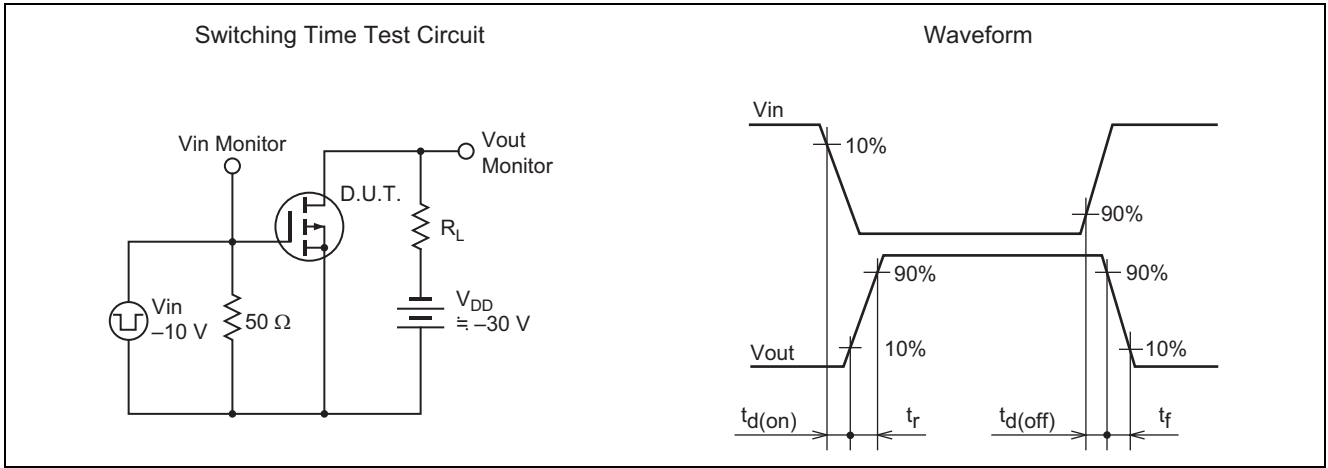 Switching Time Test Circuit
Waveform
Vin Monitor
Vout
Monitor
D.U.T.
RL
Vin
–10 V
50 Ω
VDD
≒ –30 V
Vin
10%
90%
90%
90%
Vout
10%
10%
td(on)
tr
td(off)
tf